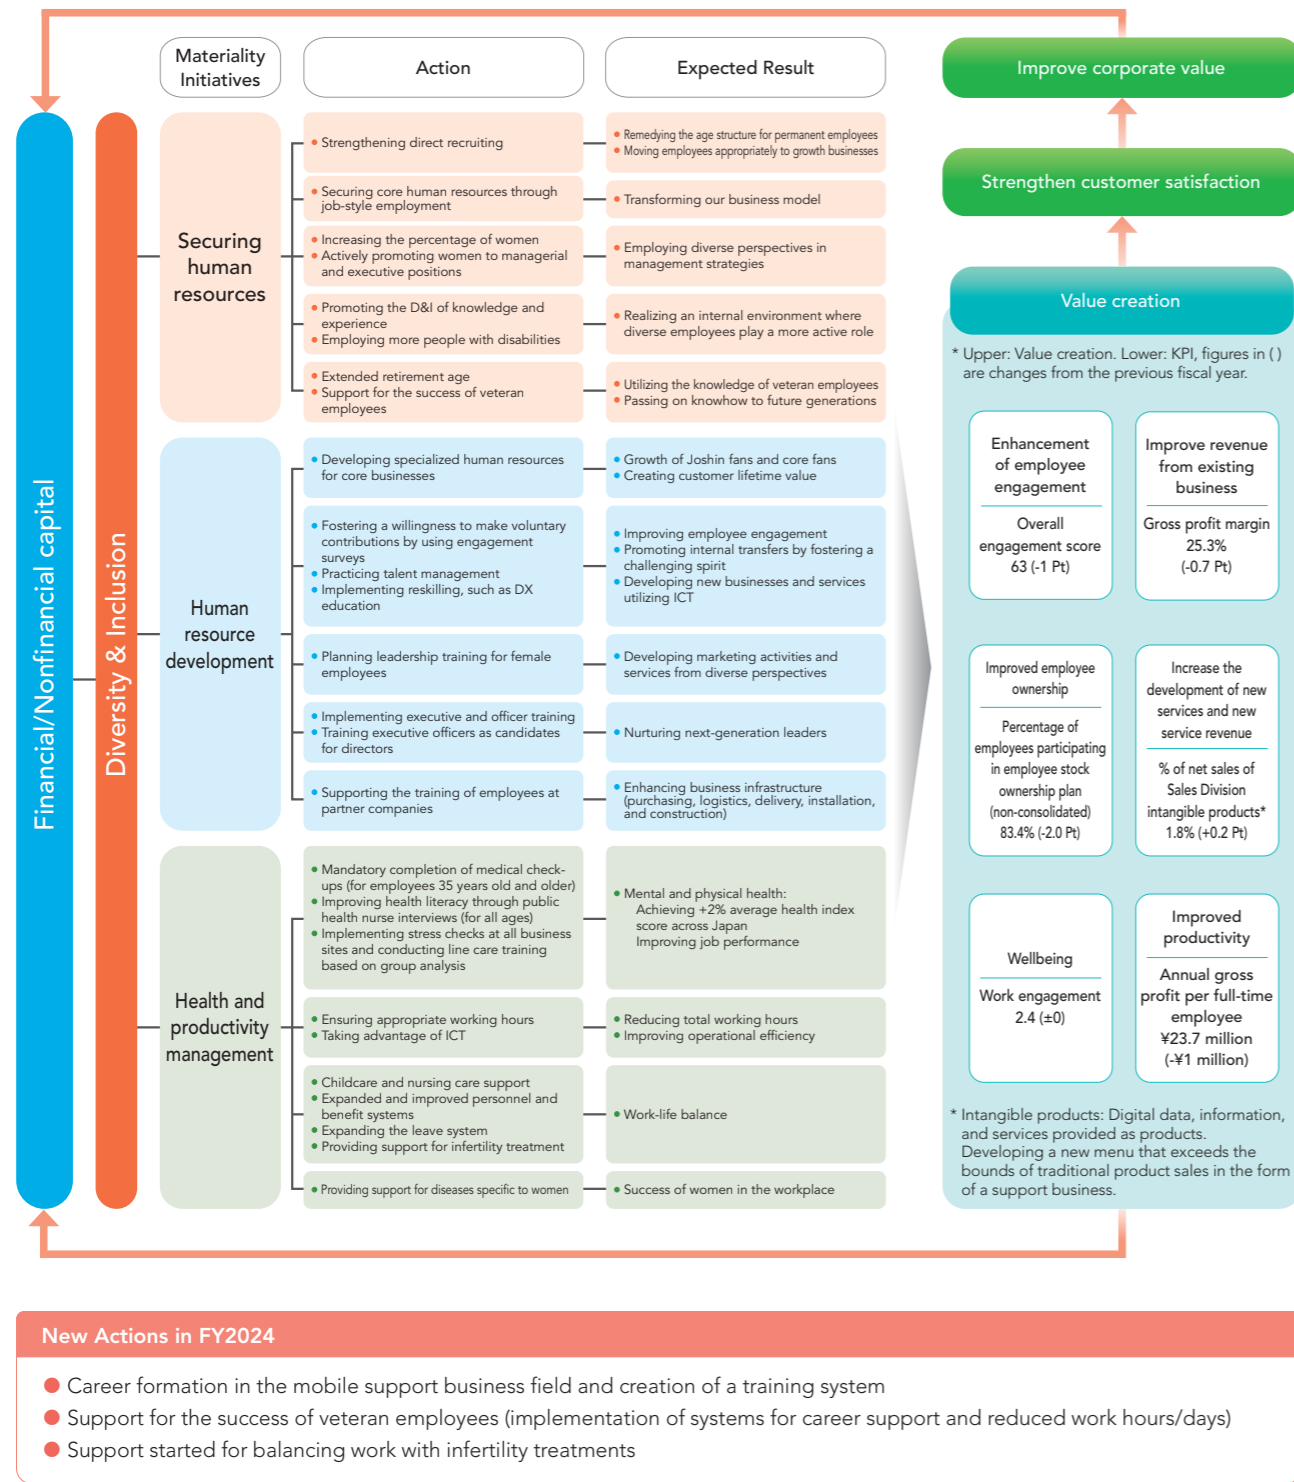 Materiality
Initiatives
Action
Expected Result
Financial/Nonfinancial capital
Diversity & Inclusion
Securing
human
resources
• Strengthening direct recruiting
• Remedying the age structure for permanent employees
• Moving employees appropriately to growth businesses
• Securing core human resources through
job-style employment
• Transforming our business model
• Increasing the percentage of women
• Actively promoting women to managerial
and executive positions
• Employing diverse perspectives in
management strategies
• Promoting the D&I of knowledge and
experience
• Employing more people with disabilities
• Realizing an internal environment where
diverse employees play a more active role
• Extended retirement age
• Support for the success of veteran
employees
• Utilizing the knowledge of veteran employees
• Passing on knowhow to future generations
Human
resource
development
• Developing specialized human resources
for core businesses
• Growth of Joshin fans and core fans
• Creating customer lifetime value
• Fostering a willingness to make voluntary
contributions by using engagement
surveys
• Practicing talent management
• Implementing reskilling, such as DX
education
• Improving employee engagement
• Promoting internal transfers by fostering a
challenging spirit
• Developing new businesses and services
utilizing ICT
• Planning leadership training for female
employees
• Developing marketing activities and
services from diverse perspectives
• Implementing executive and officer training
• Training executive officers as candidates
for directors
• Nurturing next-generation leaders
• Supporting the training of employees at
partner companies
• Enhancing business infrastructure
(purchasing, logistics, delivery, installation,
and construction)
Health and
productivity
management
• Mandatory completion of medical check-
ups (for employees 35 years old and older)
• Improving health literacy through public
health nurse interviews (for all ages)
• Implementing stress checks at all business
sites and conducting line care training
based on group analysis
• Mental and physical health:
Achieving +2% average health index
score across Japan
Improving job performance
• Ensuring appropriate working hours
• Taking advantage of ICT
• Reducing total working hours
• Improving operational efficiency
• Childcare and nursing care support
• Expanded and improved personnel and
benefit systems
• Expanding the leave system
• Providing support for infertility treatment
• Work-life balance
• Providing support for diseases specific to women
• Success of women in the workplace
Improve corporate value
Strengthen customer satisfaction
Value creation
* Upper: Value creation. Lower: KPI, figures in ( )
are changes from the previous fiscal year.
Enhancement
of employee
engagement
Overall
engagement score
63 (-1 Pt)
Improve revenue
from existing
business
Gross profit margin
25.3%
(-0.7 Pt)
Improved employee
ownership
Percentage of
employees participating
in employee stock
ownership plan
(non-consolidated)
83.4% (-2.0 Pt)
Increase the
development of new
services and new
service revenue
% of net sales of
Sales Division
intangible products*
1.8% (+0.2 Pt)
Wellbeing
Work engagement
2.4 (±0)
Improved
productivity
Annual gross
profit per full-time
employee
¥23.7 million
(-¥1 million)
* Intangible products: Digital data, information,
and services provided as products.
Developing a new menu that exceeds the
bounds of traditional product sales in the form
of a support business.
New Actions in FY2024
● Career formation in the mobile support business field and creation of a training system
● Support for the success of veteran employees (implementation of systems for career support and reduced work hours/days)
● Support started for balancing work with infertility treatments